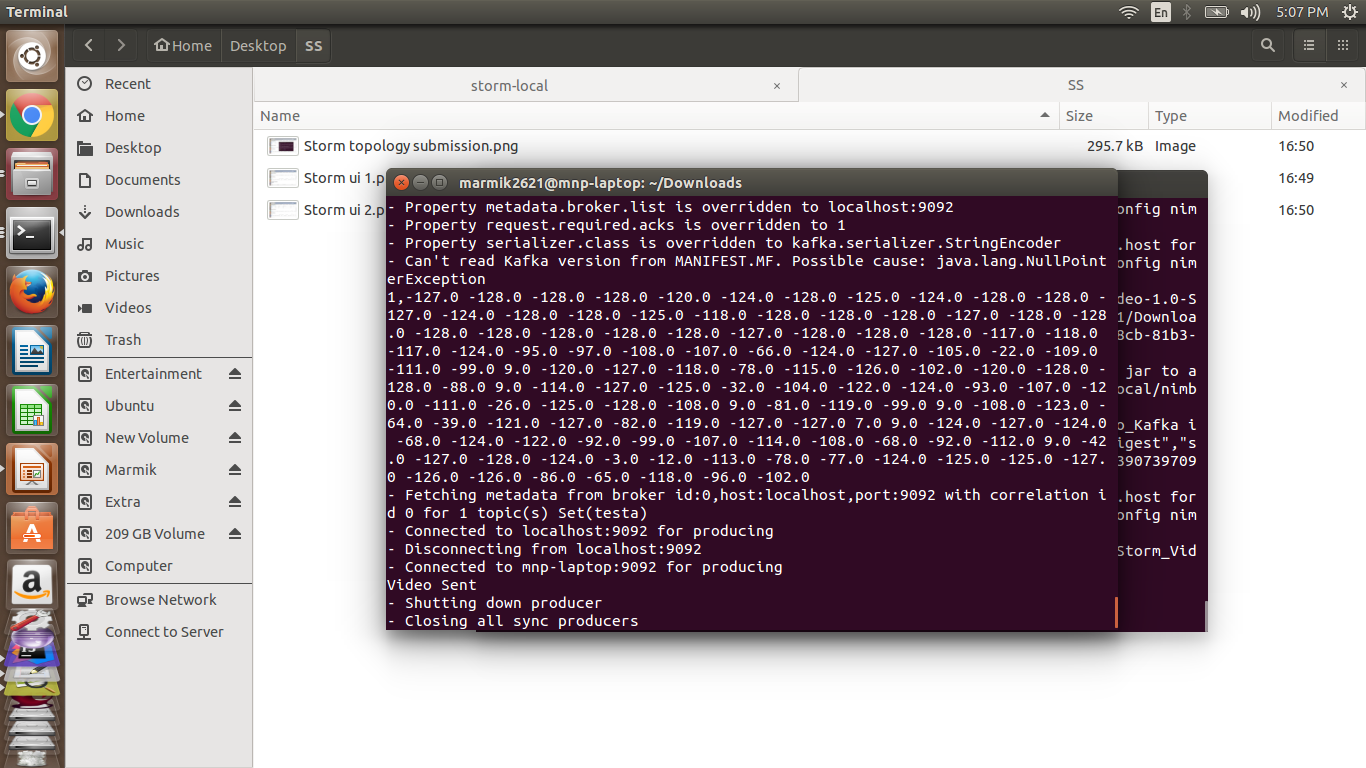 Terminal
En
5:07 PM
Home
Desktop
SS
Recent
Home
Desktop
Documents
Downloads
Music
Pictures
Videos
Trash
Entertainment
Ubuntu
New Volume
Marmik
Extra
209 GB Volume
Computer
Browse Network
Connect to Server
storm-local
SS
Name
Size
Type
Modified
Storm topology submission.png
295.7 kB
Image
16:50
Storm ui 1.p
16:49
Storm ui 2.p
16:50
marmik2621@mnp-laptop: ~/Downloads
- Property metadata.broker.list is overridden to localhost:9092
- Property request.required.acks is overridden to 1
- Property serializer.class is overridden to kafka.serializer.StringEncoder
- Can't read Kafka version from MANIFEST.MF. Possible cause: java.lang.NullPoint
erException
1,-127.0 -128.0 -128.0 -128.0 -120.0 -124.0 -128.0 -125.0 -124.0 -128.0 -128.0 -
127.0 -124.0 -128.0 -128.0 -125.0 -118.0 -128.0 -128.0 -128.0 -127.0 -128.0 -128
.0 -128.0 -128.0 -128.0 -128.0 -128.0 -127.0 -128.0 -128.0 -128.0 -117.0 -118.0
-117.0 -124.0 -95.0 -97.0 -108.0 -107.0 -66.0 -124.0 -127.0 -105.0 -22.0 -109.0
-111.0 -99.0 9.0 -120.0 -127.0 -118.0 -78.0 -115.0 -126.0 -102.0 -120.0 -128.0 -
128.0 -88.0 9.0 -114.0 -127.0 -125.0 -32.0 -104.0 -122.0 -124.0 -93.0 -107.0 -12
0.0 -111.0 -26.0 -125.0 -128.0 -108.0 9.0 -81.0 -119.0 -99.0 9.0 -108.0 -123.0 -
64.0 -39.0 -121.0 -127.0 -82.0 -119.0 -127.0 -127.0 7.0 9.0 -124.0 -127.0 -124.0
-68.0 -124.0 -122.0 -92.0 -99.0 -107.0 -114.0 -108.0 -68.0 -92.0 -112.0 9.0 -42
.0 -127.0 -128.0 -124.0 -3.0 -12.0 -113.0 -78.0 -77.0 -124.0 -125.0 -125.0 -127.
0 -126.0 -126.0 -86.0 -65.0 -118.0 -96.0 -102.0
- Fetching metadata from broker id:0,host:localhost,port:9092 with correlation i
d 0 for 1 topic(s) Set(testa)
- Connected to localhost:9092 for producing
- Disconnecting from localhost:9092
- Connected to mnp-laptop:9092 for producing
Video Sent
- Shutting down producer
- Closing all sync producers
onfig nim
.host for
onfig nim
deo-1.0-S
1/Downloa
8cb-81b3-
jar to a
ocal/nimb
o_Kafka i
igest","s
390739709
.host for
onfig nim
Storm_Vid